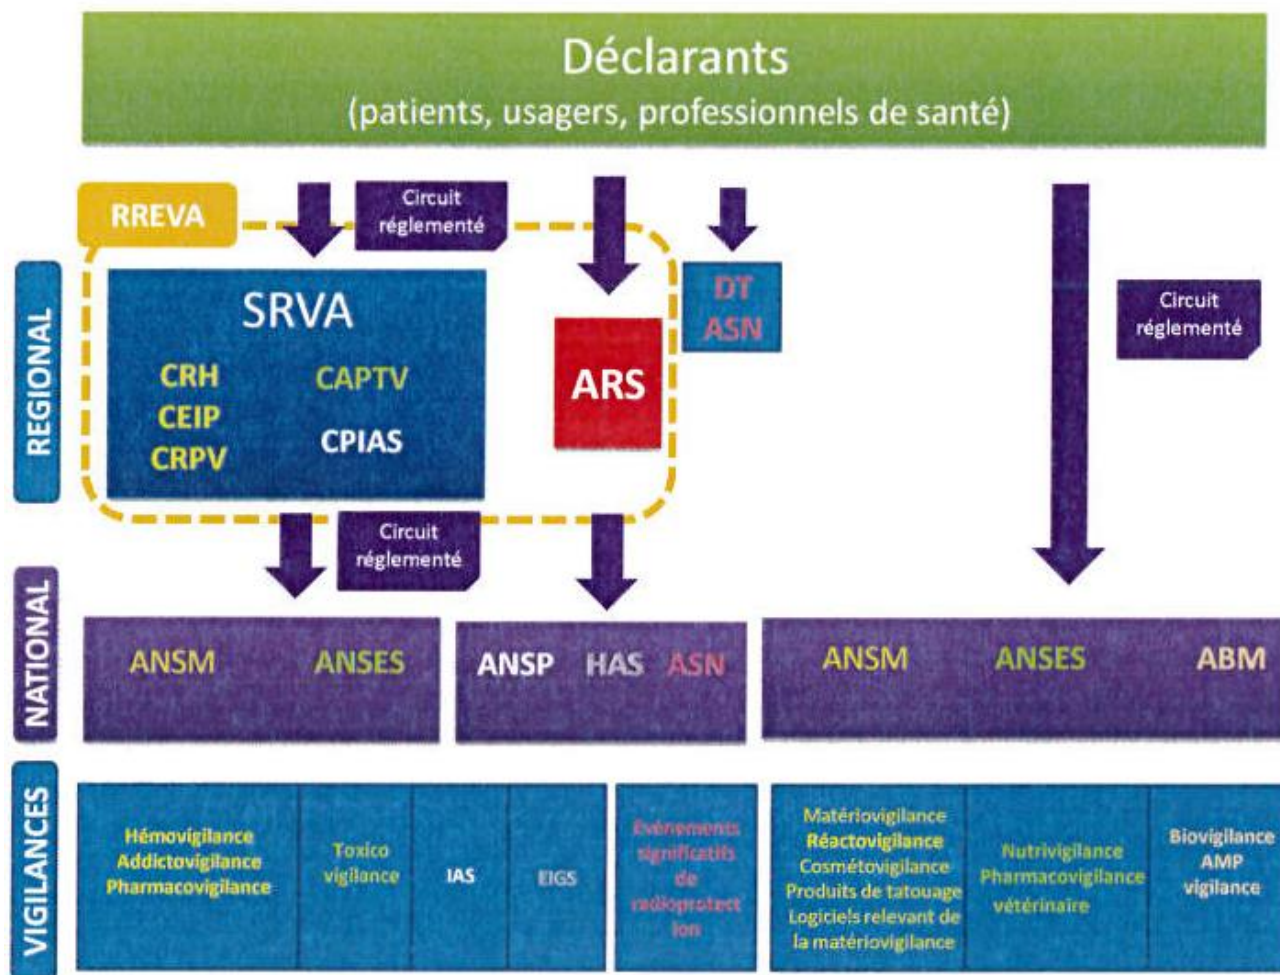 Déclarants
(patients, usagers, professionnels de santé)
RREVA
Circuit
réglementé
REGIONAL
SRVA
CRH
CAPTV
CEIP
CPIAS
CRPV
ARS
DT
ASN
Circuit
réglementé
Circuit
réglementé
NATIONAL
ANSM
ANSES
ANSP
HAS
ASN
ANSM
ANSES
ABM
VIGILANCES
Hémovigilance
Addictovigilance
Pharmacovigilance
Toxico
vigilance
IAS
EIGS
Événements
significatifs
de
radioprotect
ion
Matériovigilance
Réactovigilance
Cosmétovigilance
Produits de tatouage
Logiciels relevant de
la matériovigilance
Nutrivigilance
Pharmacovigilance
vétérinaire
Biovigilance
AMP
vigilance